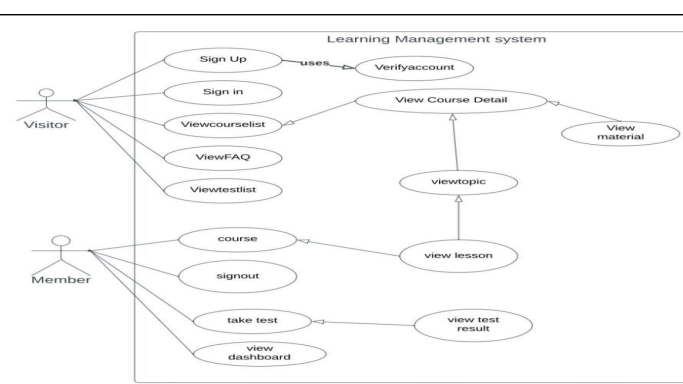 Learning Management system
Sign Up
uses
Verifyaccount
Sign in
View Course Detail
Visitor
Viewcourselist
View
material
ViewFAQ
viewtopic
Viewtestlist
course
view lesson
Member
signout
take test
view test
result
view
dashboard